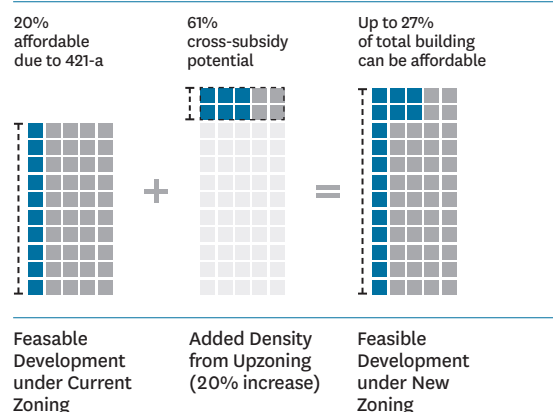 20%
affordable
due to 421-a
61%
cross-subsidy
potential
Up to 27%
of total building
can be affordable
+
=
Feasable
Development
under Current
Zoning
Added Density
from Upzoning
(20% increase)
Feasible
Development
under New
Zoning